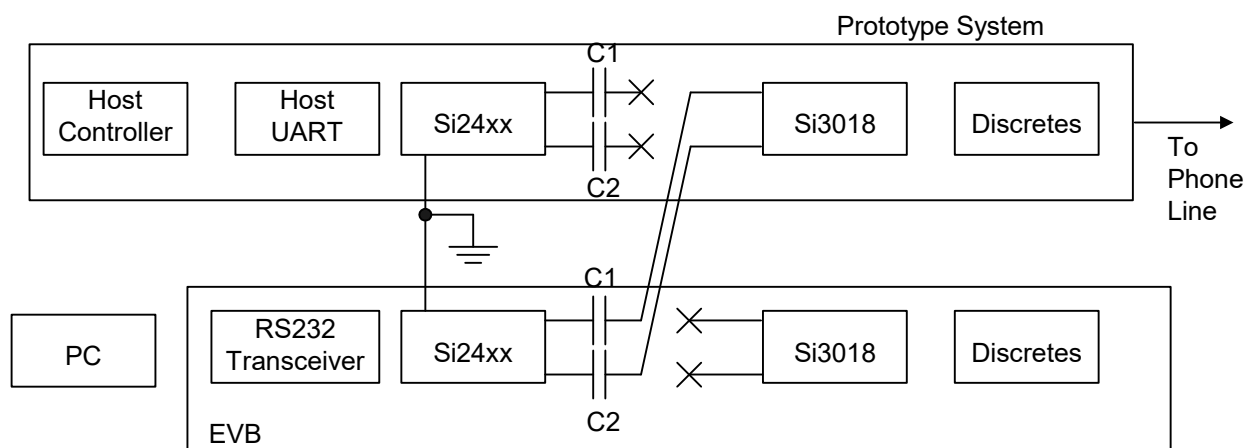 Prototype System
C1
Host
Controller
Host
UART
Si24xx
Si3018
Discretes
C2
To
Phone
Line
C1
PC
RS232
Transceiver
Si24xx
Si3018
Discretes
C2
EVB